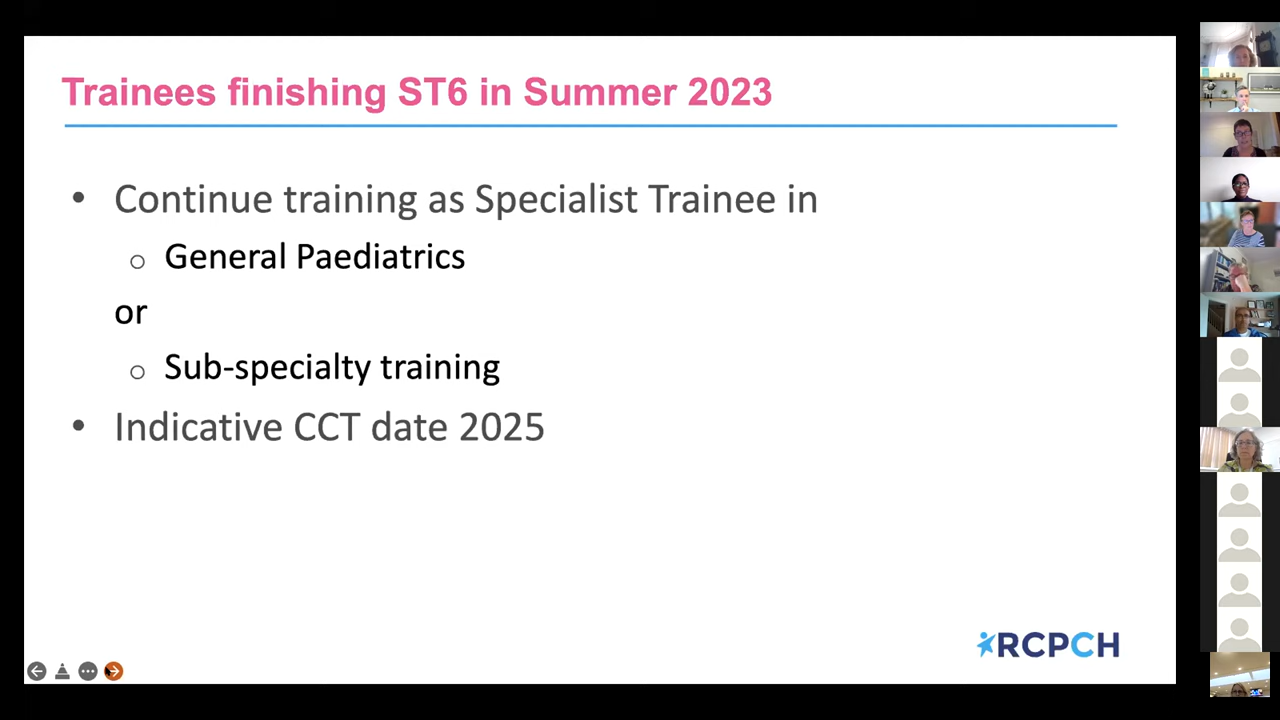 Trainees finishing ST6 in Summer 2023
• Continue training as Specialist Trainee in
o General Paediatrics
or
o Sub-specialty training
• Indicative CCT date 2025
RCPCH